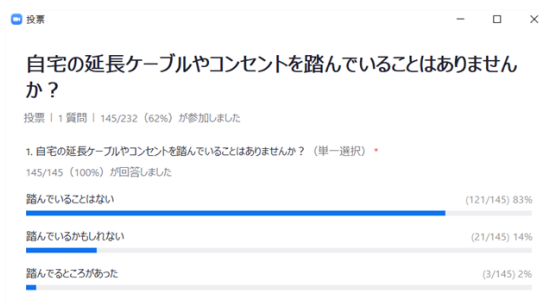 投票
自宅の延長ケーブルやコンセントを踏んでいることはありません
か？
投票 | 1 質問 | 145/232（62%）が参加しました
1. 自宅の延長ケーブルやコンセントを踏んでいることはありませんか？（単一選択） *
145/145（100%）が回答しました
踏んでいることはない (121/145) 83%
踏んでいるかもしれない (21/145) 14%
踏んでるところがあった (3/145) 2%